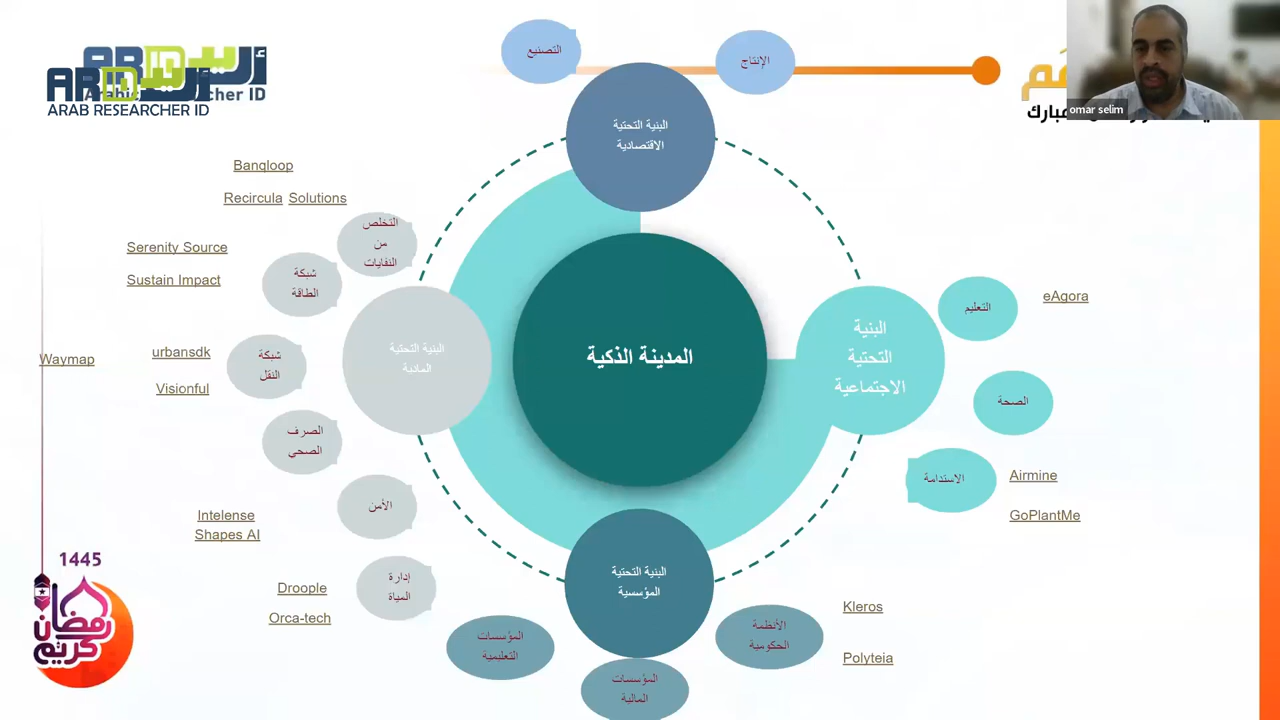 التصنيع
الإنتاج
ARAB RESEARCHER ID
omar selim
البنية التحتية
الاقتصادية
Bangloop
Recircula Solutions
التخلص
من
النفايات
Serenity Source
Sustain Impact
شبكة
الطاقة
البنية
التحتية
الاجتماعية
التعليم
eAgora
المدينة الذكية
البنية التحتية
المادية
Waymap
urbansdk
Visionful
شبكة
النقل
الصحة
الصرف
الصحي
الاستدامة
Airmine
GoPlantMe
الأمن
Intelense
Shapes AI
البنية التحتية
المؤسسية
إدارة
المياة
Droople
Orca-tech
المؤسسات
التعليمية
المؤسسات
المالية
الأنظمة
الحكومية
Kleros
Polyteia
1445
رمضان
كريم